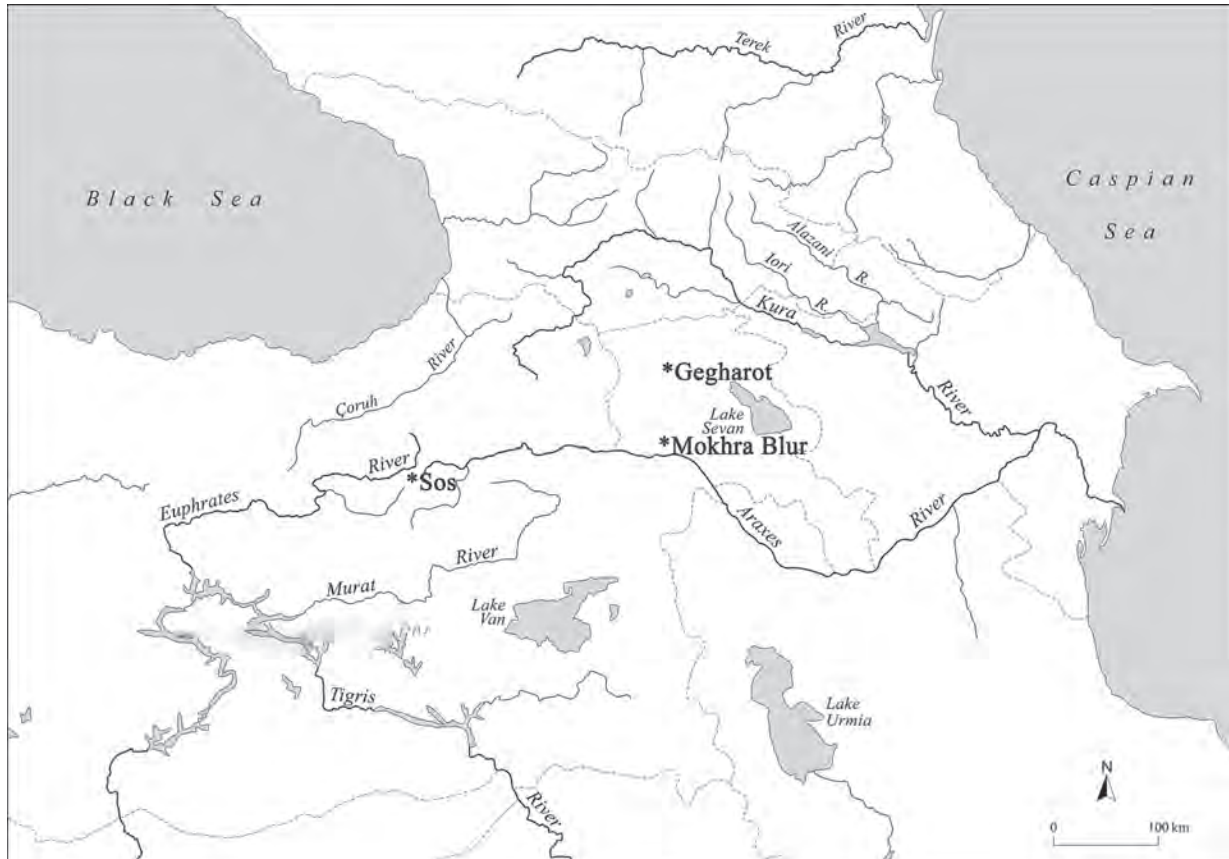 Terek
River
Black Sea
Caspian
Sea
Alazani
R.
Iori
R.
Kura
River
*Gegharot
Lake
Sevan
*Mokhra Blur
River
Çoruh
River
*Sos
Euphrates
Araxes
River
River
Murat
Lake
Van
Tigris
River
Lake
Urmia
N
0 100 km